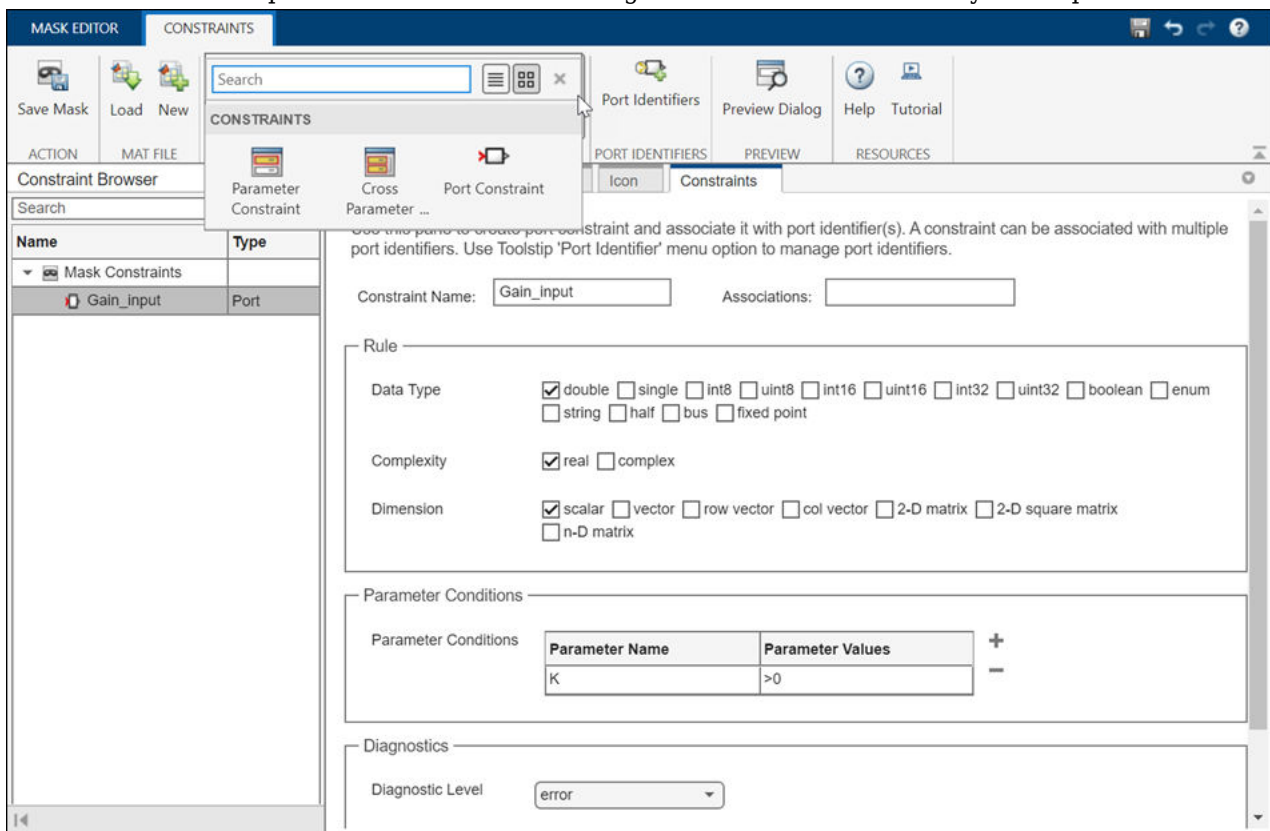 MASK EDITOR CONSTRAINTS
Save Mask Load New Search Port Identifiers Preview Dialog Help Tutorial
CONSTRAINTS
ACTION MAT FILE PORT IDENTIFIERS PREVIEW RESOURCES
Parameter Constraint
Cross Parameter ...
Port Constraint
Constraint Browser Icon Constraints
Search
Name Type
Mask Constraints
Gain_input Port
port identifiers. Use Toolstip 'Port Identifier' menu option to manage port identifiers.
constraint and associate it with port identifier(s). A constraint can be associated with multiple
Constraint Name: Gain_input Associations:
Rule
Data Type double single int8 uint8 int16 uint16 int32 uint32 boolean enum
string half bus fixed point
Complexity real complex
Dimension scalar vector row vector col vector 2-D matrix 2-D square matrix
n-D matrix
Parameter Conditions
Parameter Conditions Parameter Name Parameter Values
K >0
Diagnostics
Diagnostic Level error